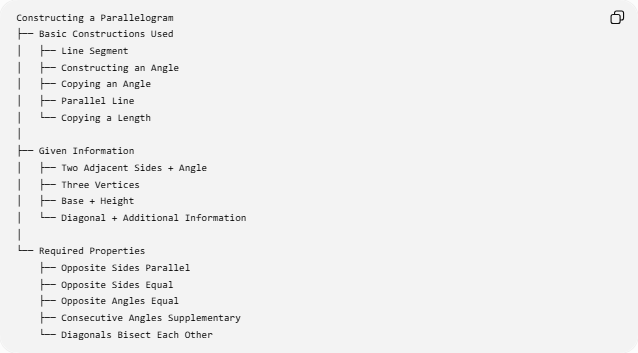 Constructing a Parallelogram
├── Basic Constructions Used
│   ├── Line Segment
│   ├── Constructing an Angle
│   ├── Copying an Angle
│   ├── Parallel Line
│   └── Copying a Length
│
├── Given Information
│   ├── Two Adjacent Sides + Angle
│   ├── Three Vertices
│   ├── Base + Height
│   └── Diagonal + Additional Information
│
└── Required Properties
    ├── Opposite Sides Parallel
    ├── Opposite Sides Equal
    ├── Opposite Angles Equal
    ├── Consecutive Angles Supplementary
    └── Diagonals Bisect Each Other